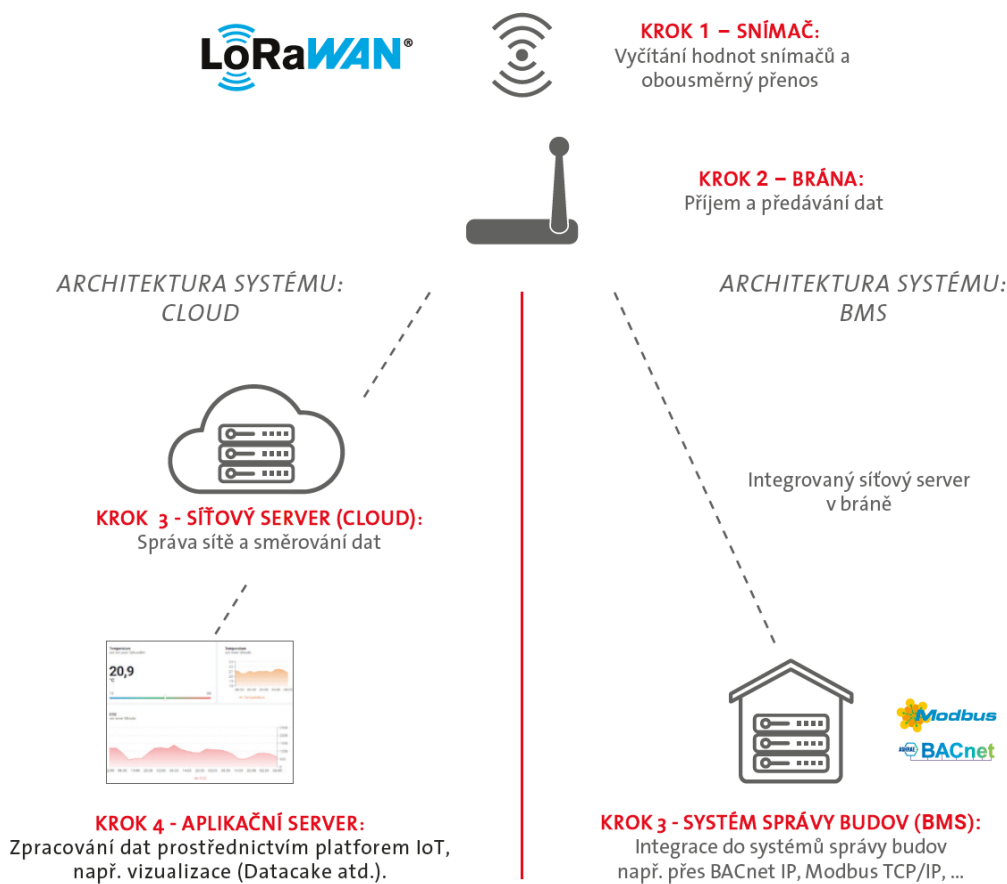 LoRaWAN®
KROK 1 – SNÍMAČ:
Vyčítání hodnot snímačů a
obousměrný přenos
KROK 2 – BRÁNA:
Příjem a předávání dat
ARCHITEKTURA SYSTÉMU:
CLOUD
ARCHITEKTURA SYSTÉMU:
BMS
KROK 3 - SÍŤOVÝ SERVER (CLOUD):
Správa sítě a směrování dat
Integrovaný síťový server
v bráně
Temperature
20,9
°C
Temperature
KROK 4 - APLIKAČNÍ SERVER:
Zpracování dat prostřednictvím platforem IoT,
např. vizualizace (Datacake atd.).
Modbus
ASHRAE BACnet
KROK 3 - SYSTÉM SPRÁVY BUDOV (BMS):
Integrace do systémů správy budov
např. přes BACnet IP, Modbus TCP/IP, ...